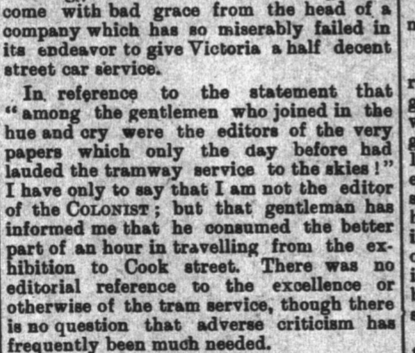 come with bad grace from the head of a
company which has so miserably failed in
its endeavor to give Victoria a half decent
street car service.
In reference to the statement that
“among the gentlemen who joined in the
hue and cry were the editors of the very
papers which only the day before had
lauded the tramway service to the skies!”
I have only to say that I am not the editor
of the COLONIST; but that gentleman has
informed me that he consumed the better
part of an hour in travelling from the ex-
hibition to Cook street. There was no
editorial reference to the excellence or
otherwise of the tram service, though there
is no question that adverse criticism has
frequently been much needed.